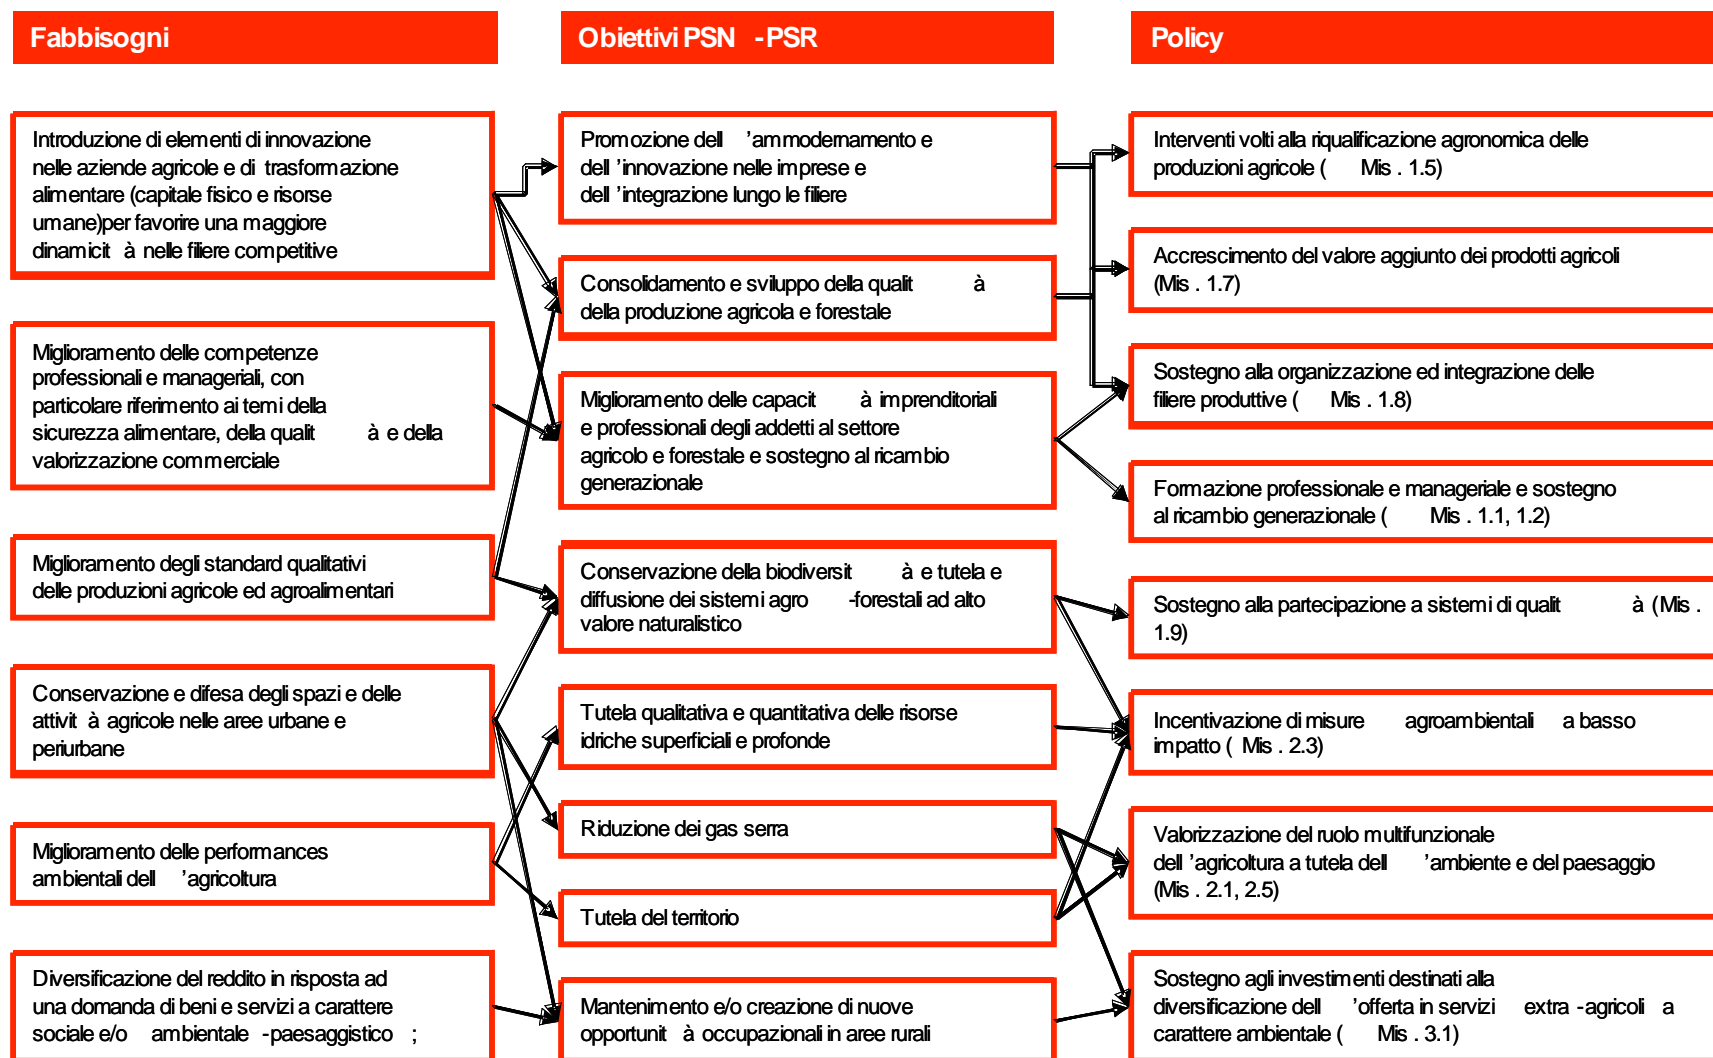 Fabbisogni
Obiettivi PSN -PSR
Policy
Introduzione di elementi di innovazione
nelle aziende agricole e di trasformazione
alimentare (capitale fisico e risorse
umane)per favorire una maggiore
dinamicit à nelle filiere competitive
Miglioramento delle competenze
professionali e manageriali, con
particolare riferimento ai temi della
sicurezza alimentare, della qualit à e della
valorizzazione commerciale
Miglioramento degli standard qualitativi
delle produzioni agricole ed agroalimentari
Conservazione e difesa degli spazi e delle
attivit à agricole nelle aree urbane e
periurbane
Miglioramento delle performances
ambientali dell 'agricoltura
Diversificazione del reddito in risposta ad
una domanda di beni e servizi a carattere
sociale e/o ambientale -paesaggistico ;
Promozione dell 'ammodernamento e
dell 'innovazione nelle imprese e
dell 'integrazione lungo le filiere
Consolidamento e sviluppo della qualit à
della produzione agricola e forestale
Miglioramento delle capacit à imprenditoriali
e professionali degli addetti al settore
agricolo e forestale e sostegno al ricambio
generazionale
Conservazione della biodiversit à e tutela e
diffusione dei sistemi agro -forestali ad alto
valore naturalistico
Tutela qualitativa e quantitativa delle risorse
idriche superficiali e profonde
Riduzione dei gas serra
Tutela del territorio
Mantenimento e/o creazione di nuove
opportunit à occupazionali in aree rurali
Interventi volti alla riqualificazione agronomica delle
produzioni agricole ( Mis . 1.5)
Accrescimento del valore aggiunto dei prodotti agricoli
(Mis . 1.7)
Sostegno alla organizzazione ed integrazione delle
filiere produttive ( Mis . 1.8)
Formazione professionale e manageriale e sostegno
al ricambio generazionale ( Mis . 1.1, 1.2)
Sostegno alla partecipazione a sistemi di qualit à (Mis .
1.9)
Incentivazione di misure agroambientali a basso
impatto ( Mis . 2.3)
Valorizzazione del ruolo multifunzionale
dell 'agricoltura a tutela dell 'ambiente e del paesaggio
(Mis . 2.1, 2.5)
Sostegno agli investimenti destinati alla
diversificazione dell 'offerta in servizi extra -agricoli a
carattere ambientale ( Mis . 3.1)